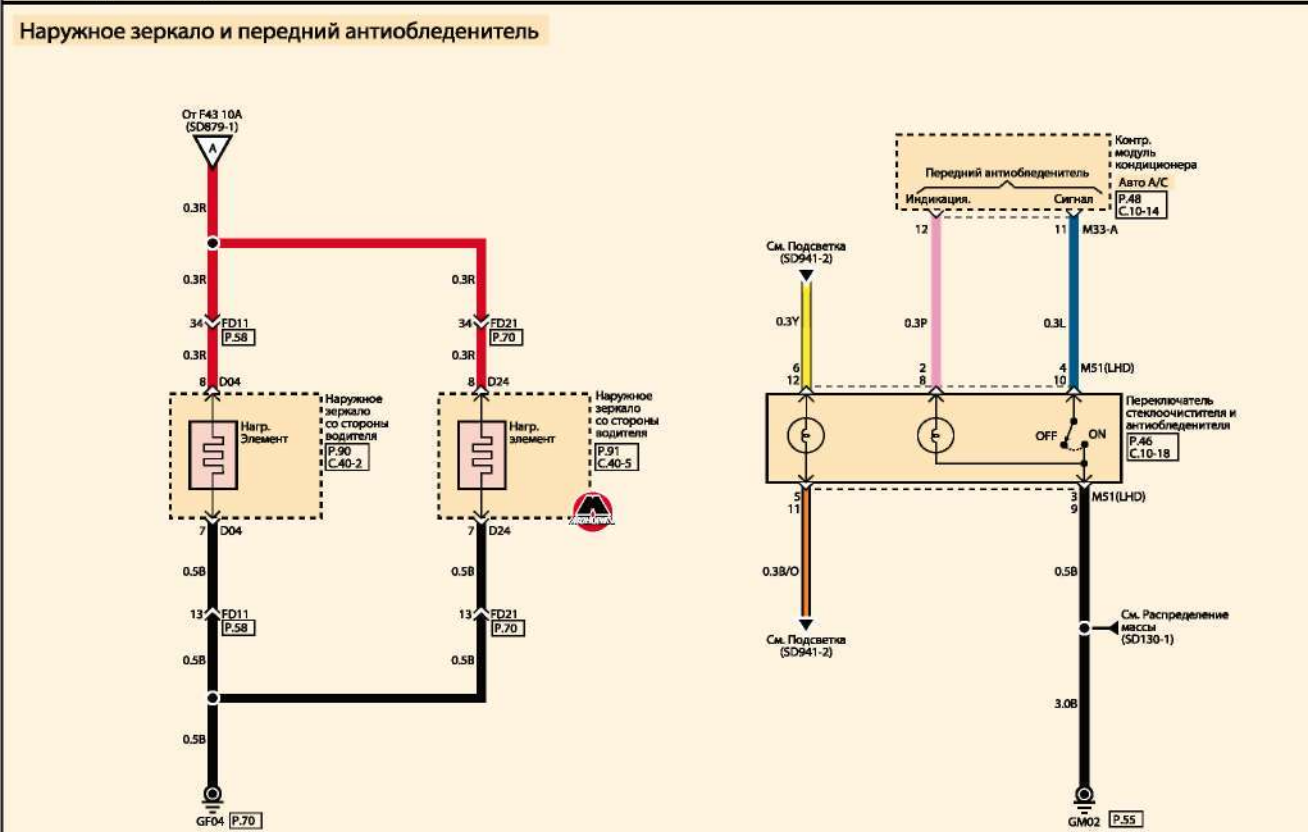 Наружное зеркало и передний антиобледенитель
От F43 10A
(SD879-1)
A
0.3R
0.3R
0.3R
34 FD11
P.58
34 FD21
P.70
0.3R
0.3R
8 D04
8 D24
Нагр.
Элемент
Наружное
зеркало
со стороны
водителя
P.90
C.40-2
Нагр.
элемент
Наружное
зеркало
со стороны
водителя
P.91
C.40-5
7 D04
7 D24
0.5B
0.5B
13 FD11
P.58
13 FD21
P.70
0.5B
0.5B
0.5B
GF04 P.70
Контр.
модуль
кондиционера
Авто A/C
P.48
C.10-14
Передний антиобледенитель
Индикация.
Сигнал
12
11 M33-A
См. Подсветка
(SD941-2)
0.3Y
0.3P
0.3L
6
12
2
8
4 M51(LHD)
10
Переключатель
стеклоочистителя и
антиобледенителя
P.46
C.10-18
OFF
ON
5
11
3 M51(LHD)
9
0.3B/O
0.5B
См. Подсветка
(SD941-2)
См. Распределение
массы
(SD130-1)
3.0B
GM02 P.55